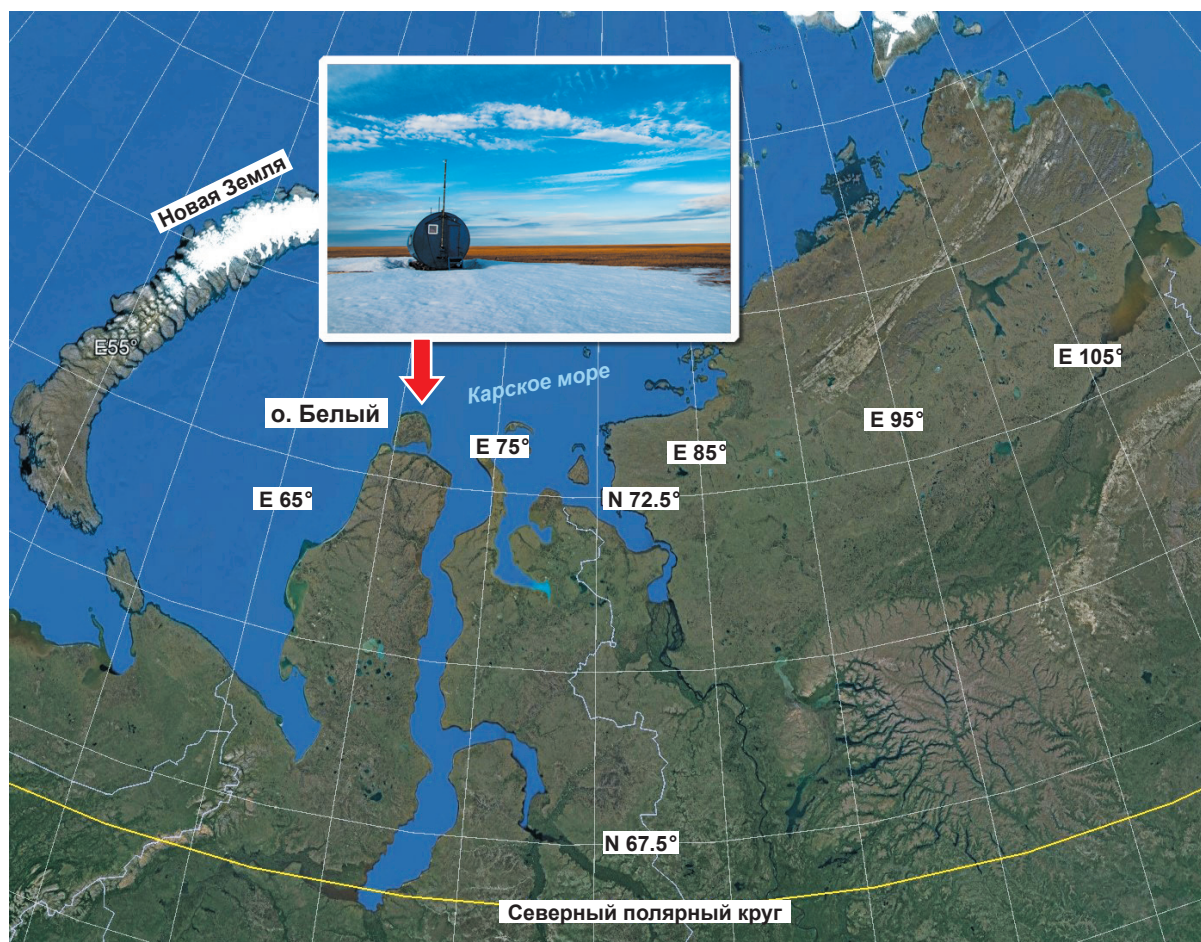 Новая Земля
E55°
Карское море
о. Белый
E 105°
E 95°
E 75°
E 85°
E 65°
N 72.5°
N 67.5°
Северный полярный круг